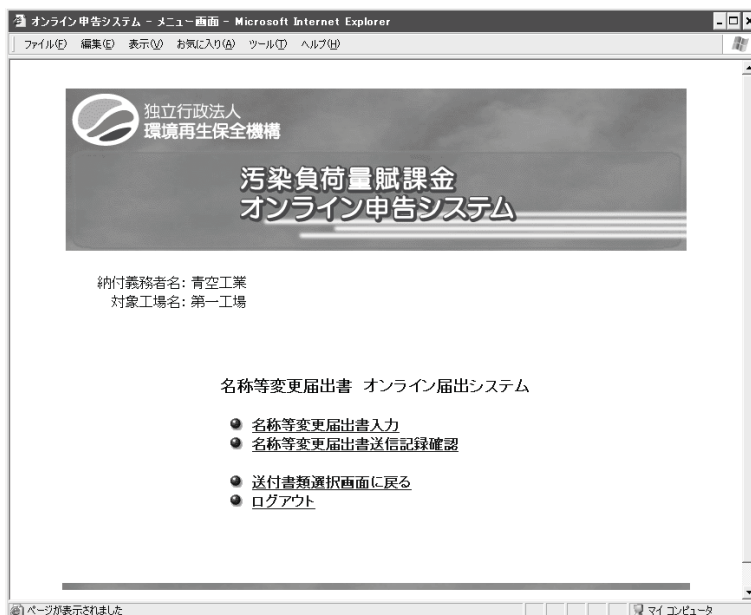 オンライン申告システム - メニュー画面 - Microsoft Internet Explorer
ファイル(F) 編集(E) 表示(V) お気に入り(A) ツール(T) ヘルプ(H)
独立行政法人
環境再生保全機構
汚染負荷量賦課金
オンライン申告システム
納付義務者名: 青空工業
対象工場名: 第一工場
名称等変更届出書 オンライン届出システム
名称等変更届出書入力
名称等変更届出書送信記録確認
送付書類選択画面に戻る
ログアウト
ページが表示されました マイ コンピュータ